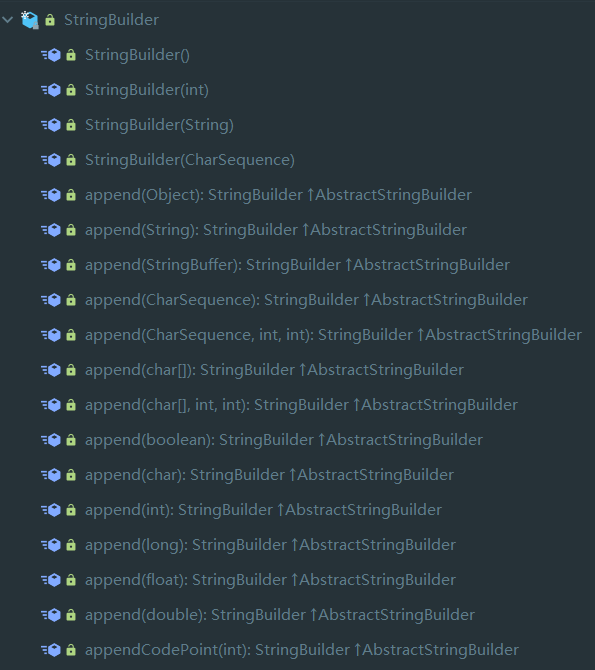 StringBuilder
StringBuilder()
StringBuilder(int)
StringBuilder(String)
StringBuilder(CharSequence)
append(Object): StringBuilder ↑AbstractStringBuilder
append(String): StringBuilder ↑AbstractStringBuilder
append(StringBuffer): StringBuilder ↑AbstractStringBuilder
append(CharSequence): StringBuilder ↑AbstractStringBuilder
append(CharSequence, int, int): StringBuilder ↑AbstractStringBuilder
append(char[]): StringBuilder ↑AbstractStringBuilder
append(char[], int, int): StringBuilder ↑AbstractStringBuilder
append(boolean): StringBuilder ↑AbstractStringBuilder
append(char): StringBuilder ↑AbstractStringBuilder
append(int): StringBuilder ↑AbstractStringBuilder
append(long): StringBuilder ↑AbstractStringBuilder
append(float): StringBuilder ↑AbstractStringBuilder
append(double): StringBuilder ↑AbstractStringBuilder
appendCodePoint(int): StringBuilder ↑AbstractStringBuilder